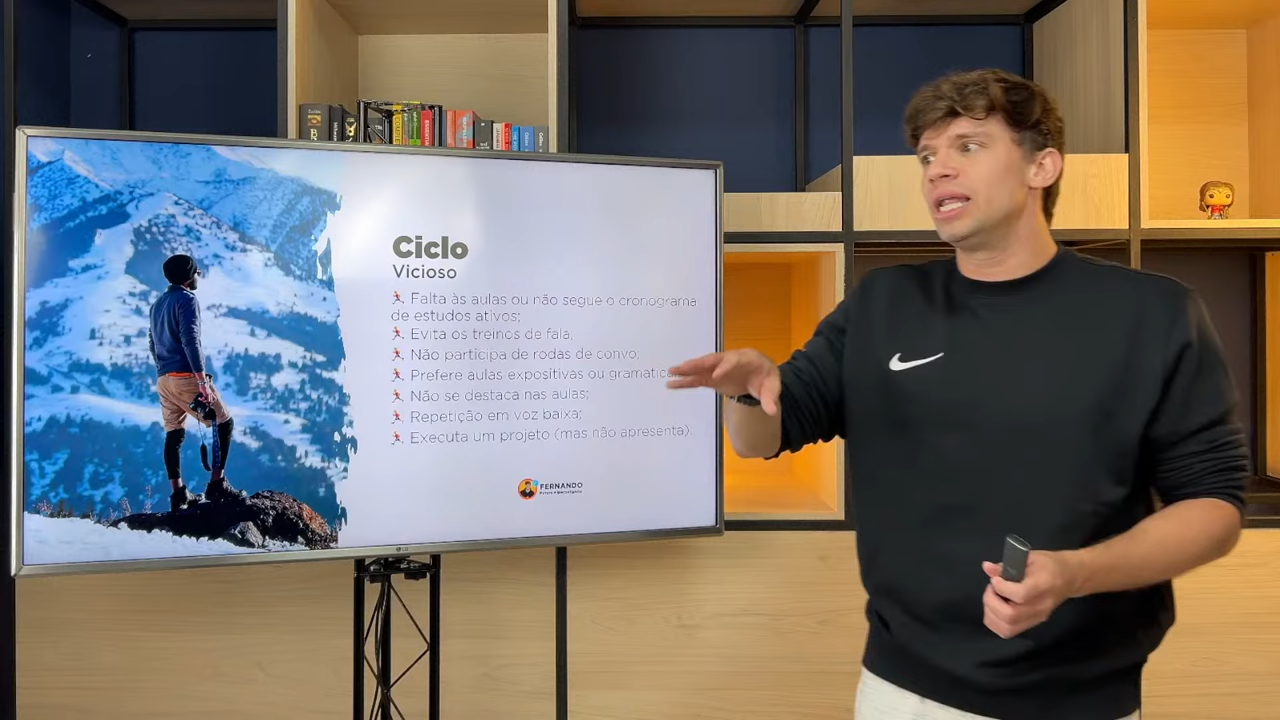 Ciclo
Vicioso
Falta às aulas ou não segue o cronograma
de estudos ativos;
Evita os treinos de fala;
Não participa de rodas de convo;
Prefere aulas expositivas ou gramatic
Não se destaca nas aulas;
Repetição em voz baixa;
Executa um projeto (mas não apresenta).
FERNANDO
LG